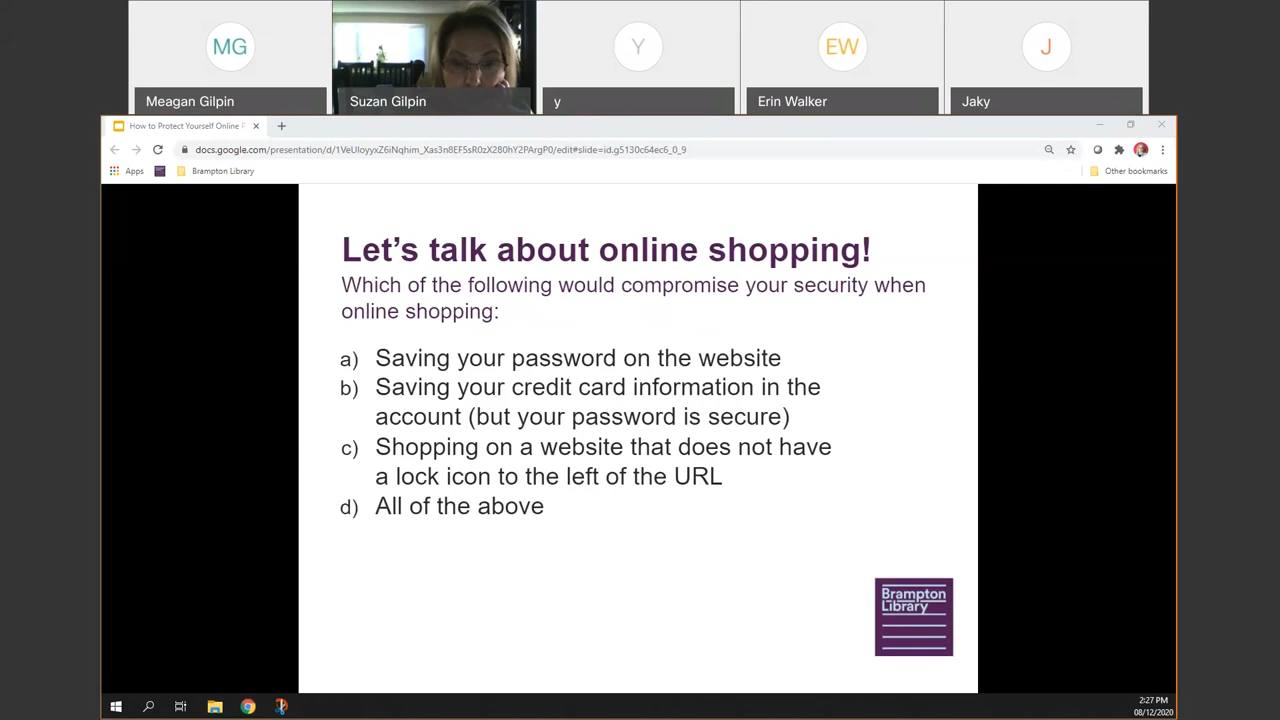 MG
Y
EW
J
Meagan Gilpin
Suzan Gilpin
y
Erin Walker
Jaky
How to Protect Yourself Online
docs.google.com/presentation/d/1VeUloyyxZ6iNqhim_Xas3n8EF5sR0zX280hY2PArgP0/edit#slide=id.g5130c64ec6_0_9
Apps
Brampton Library
Other bookmarks
Let’s talk about online shopping!
Which of the following would compromise your security when
online shopping:
a) Saving your password on the website
b) Saving your credit card information in the
account (but your password is secure)
c) Shopping on a website that does not have
a lock icon to the left of the URL
d) All of the above
Brampton
Library
2:27 PM
08/12/2020